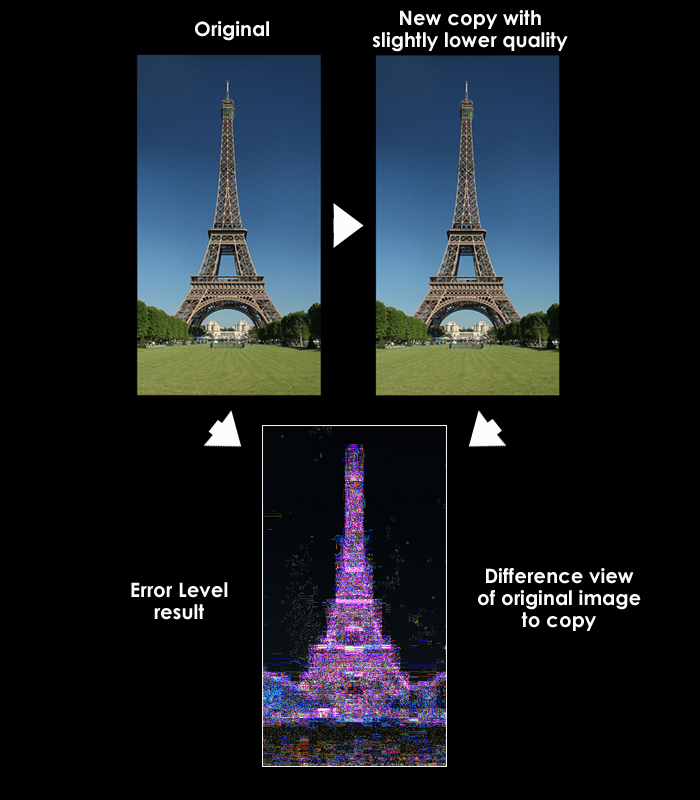 Original
New copy with
slightly lower quality
Error Level
result
Difference view
of original image
to copy